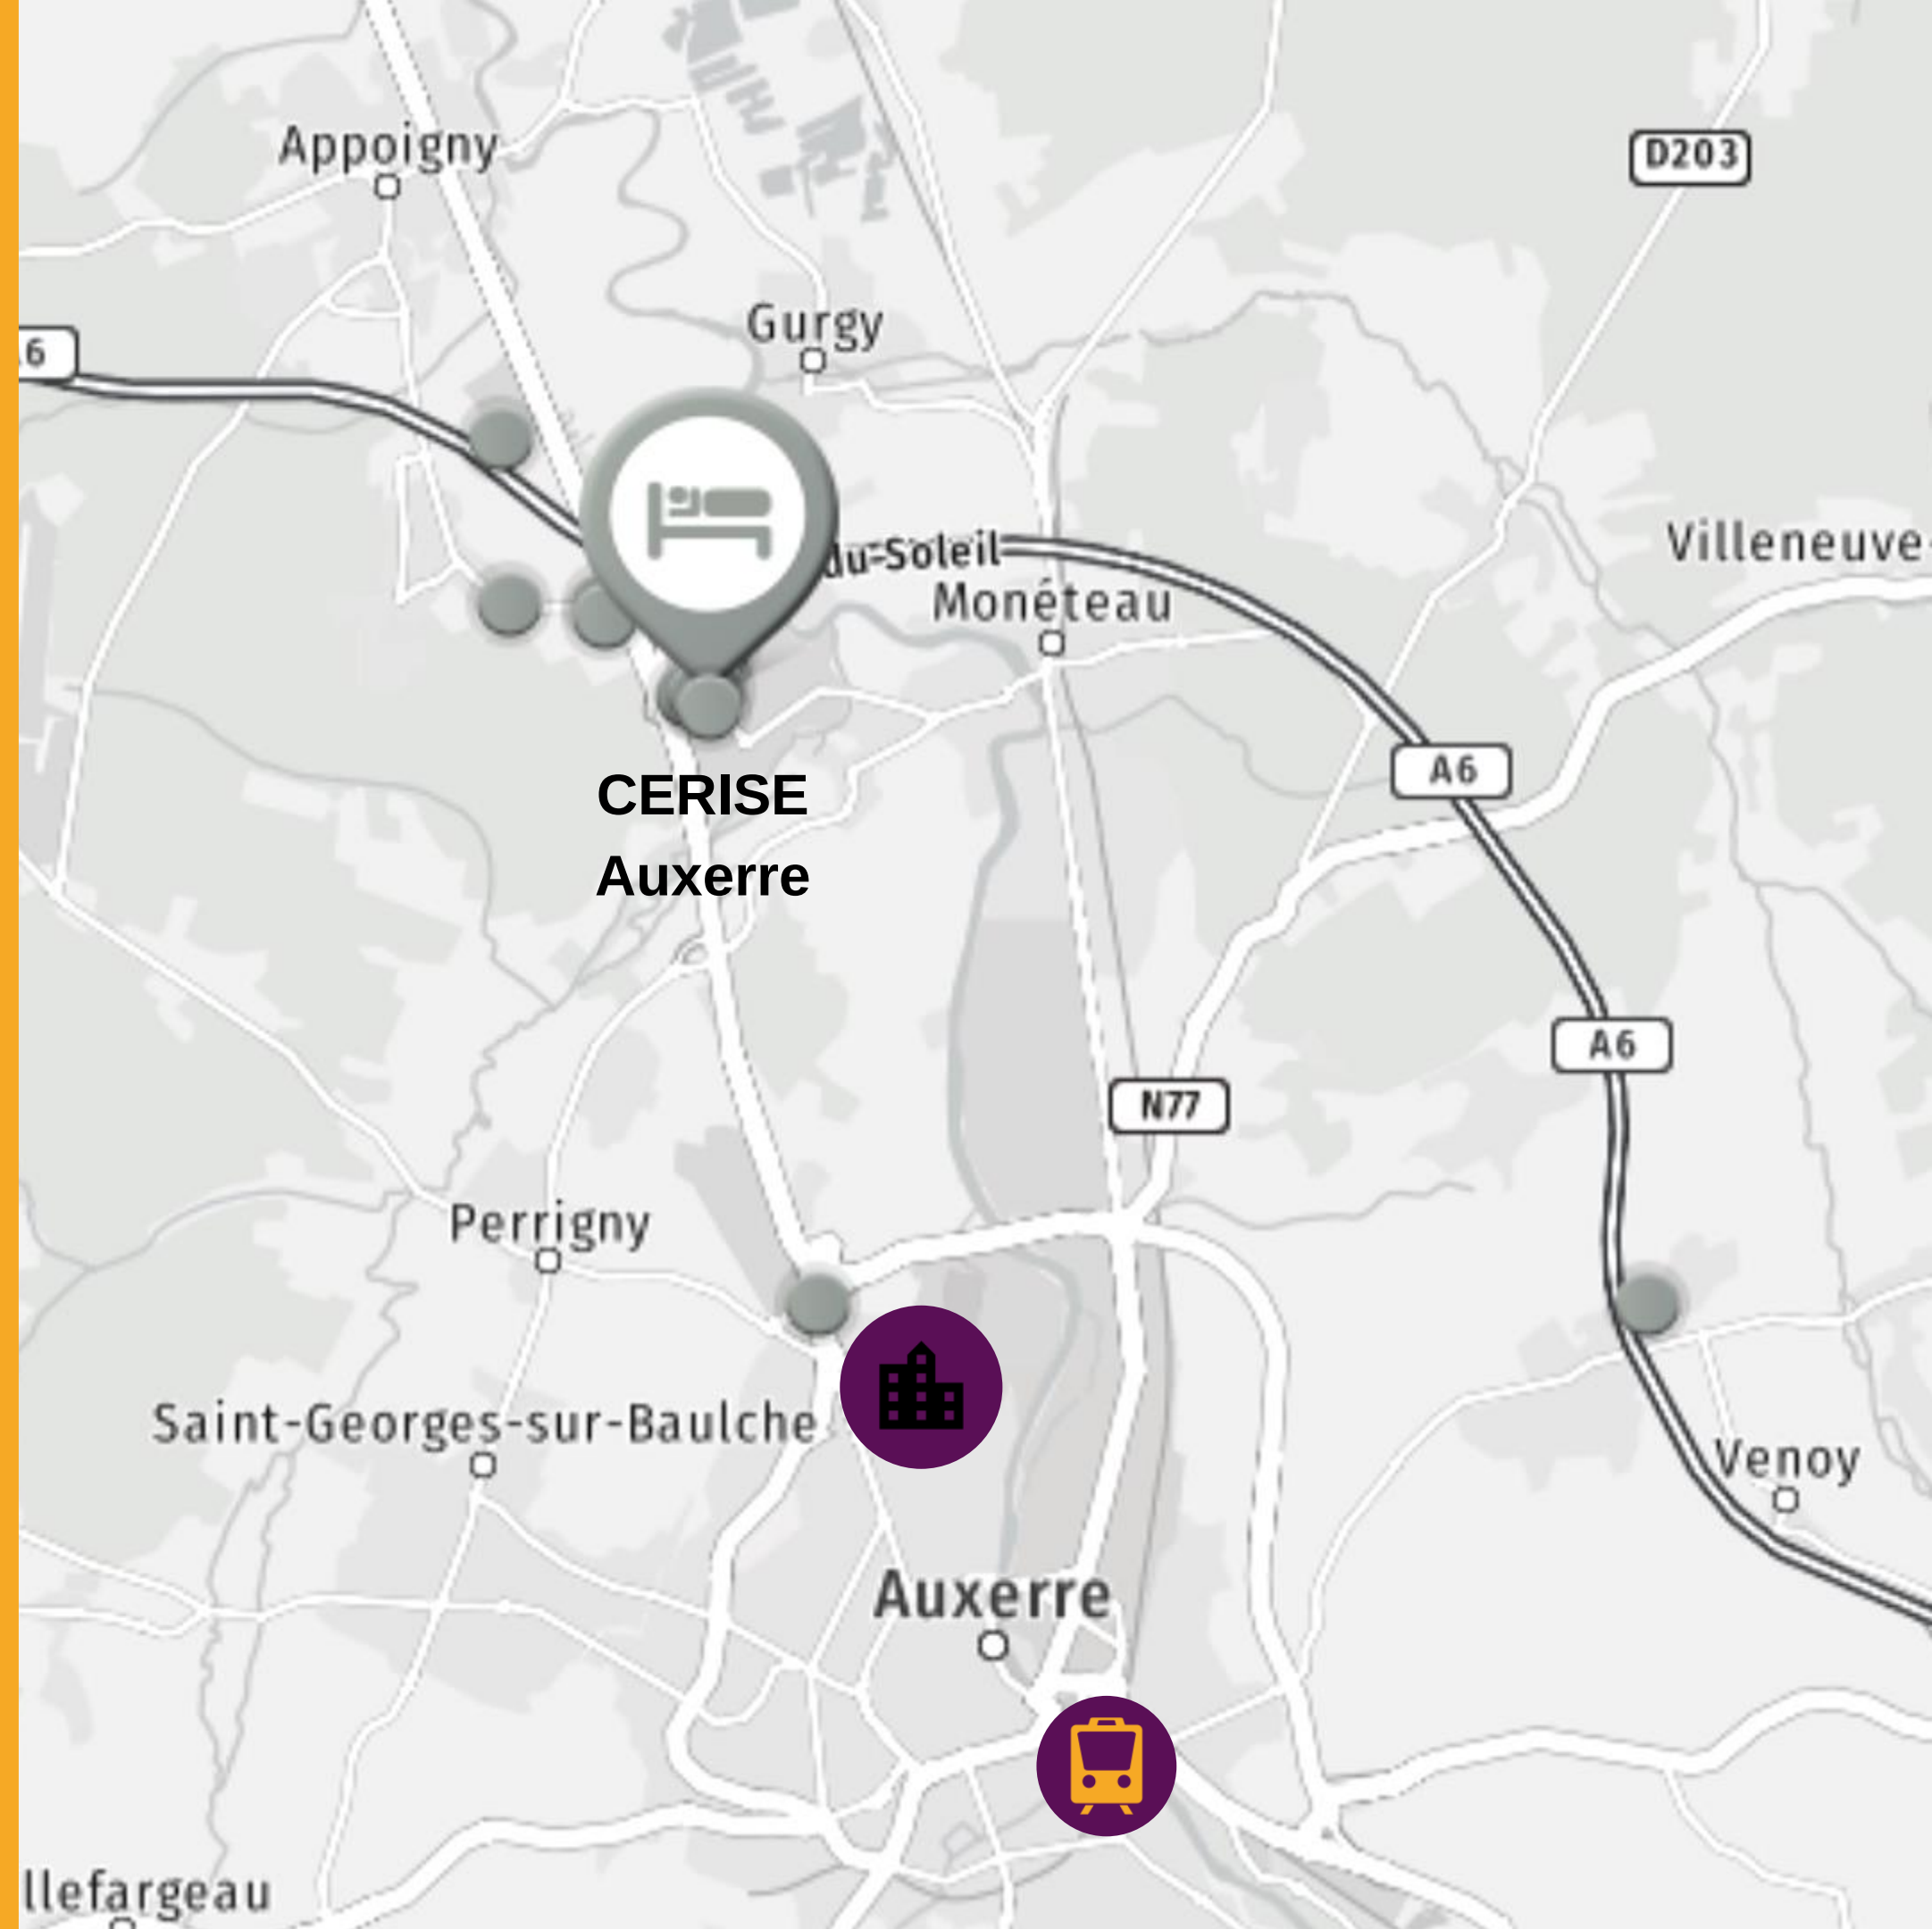 Appoigny
D203
Gurgy
6
Villeneuve-
du-Soleil
Monéteau
A6
CERISE
Auxerre
A6
N77
Perrigny
Saint-Georges-sur-Baulche
Venoy
Auxerre
llefargeau